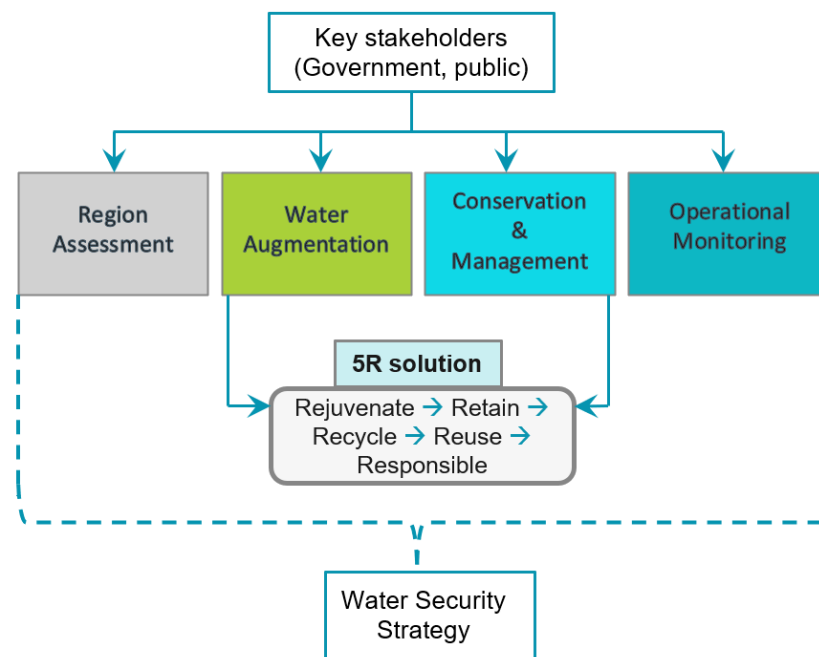 Key stakeholders
(Government, public)
Region
Assessment
Water
Augmentation
Conservation
&
Management
Operational
Monitoring
5R solution
Rejuvenate → Retain →
Recycle → Reuse →
Responsible
Water Security
Strategy